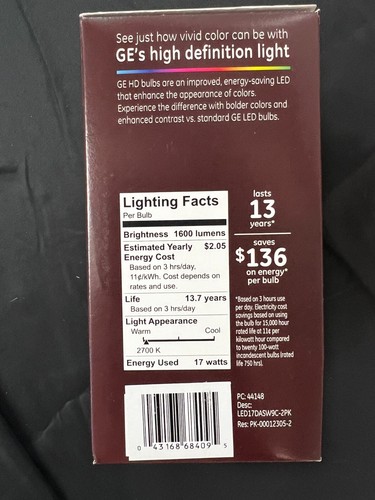 See just how vivid color can be with
GE's high definition light
GE HD bulbs are an improved, energy-saving LED
that enhance the appearance of colors.
Experience the difference with bolder colors and
enhanced contrast vs. standard GE LED bulbs.
Lighting Facts
Per Bulb
Brightness 1600 lumens
Estimated Yearly $2.05
Energy Cost
Based on 3 hrs/day,
11¢/kWh. Cost depends on
rates and use.
Life 13.7 years
Based on 3 hrs/day
Light Appearance
Warm Cool
2700 K
Energy Used 17 watts
lasts
13
years*
saves
$136
on energy*
per bulb
*Based on 3 hours use
per day. Electricity cost
savings based on using
the bulb for 15,000 hour
rated life at 11¢ per
kilowatt hour compared
to twenty 100-watt
incandescent bulbs (rated
life 750 hrs).
0 43168 68409 5
PC: 44148
Desc:
LED17DASW9C-2PK
Res: PK-00012305-2